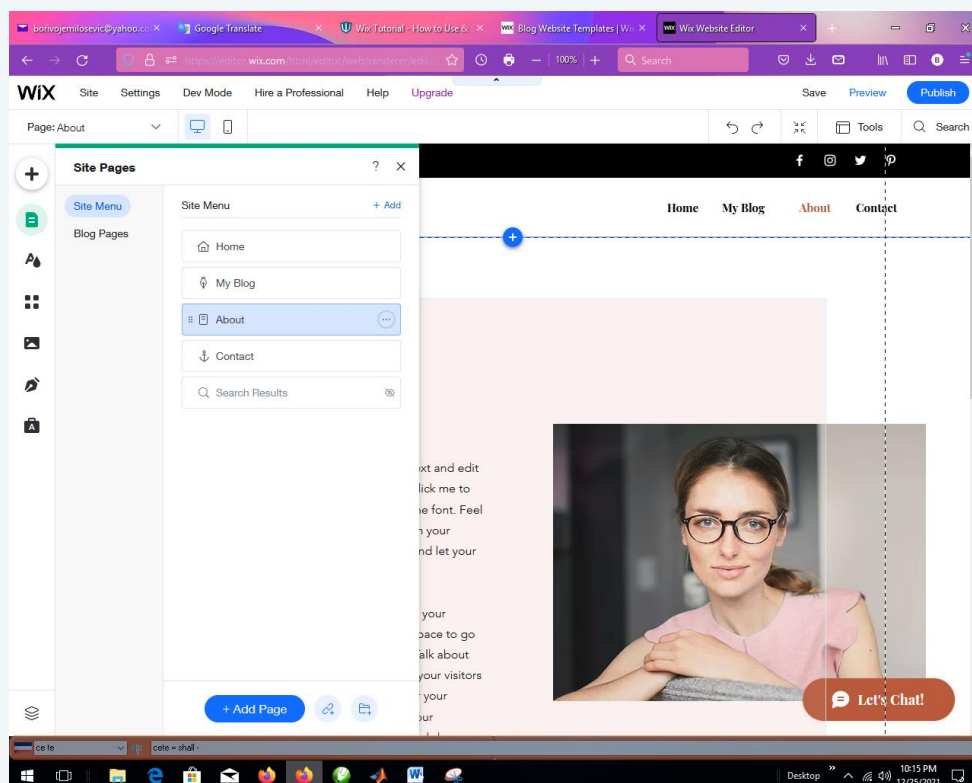 borivojemilosevic@yahoo.co
Google Translate
Wix Tutorial - How to Use &
Blog Website Templates | Wi
Wix Website Editor
https://editor.wix.com/html/editor/web/renderer/edit
100%
Search
WiX Site Settings Dev Mode Hire a Professional Help Upgrade Save Preview Publish
Page: About Tools Search
Site Pages ?
Site Menu
Blog Pages
Site Menu + Add
Home
My Blog
About
Contact
Search Results
+ Add Page
Home My Blog About Contact
xt and edit
lick me to
e font. Feel
your
nd let your
your
pace to go
alk about
your visitors
your
our
Let's Chat!
ce te
cete = shall -
Desktop
10:15 PM
12/25/2021